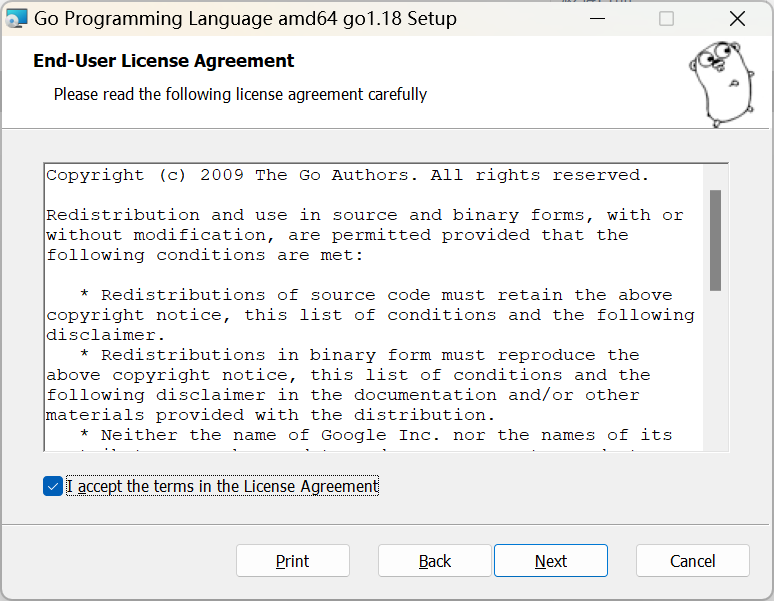 Go Programming Language amd64 go1.18 Setup
End-User License Agreement
Please read the following license agreement carefully
Copyright (c) 2009 The Go Authors. All rights reserved.
Redistribution and use in source and binary forms, with or
without modification, are permitted provided that the
following conditions are met:
* Redistributions of source code must retain the above
copyright notice, this list of conditions and the following
disclaimer.
* Redistributions in binary form must reproduce the
above copyright notice, this list of conditions and the
following disclaimer in the documentation and/or other
materials provided with the distribution.
* Neither the name of Google Inc. nor the names of its
I accept the terms in the License Agreement
Print
Back
Next
Cancel